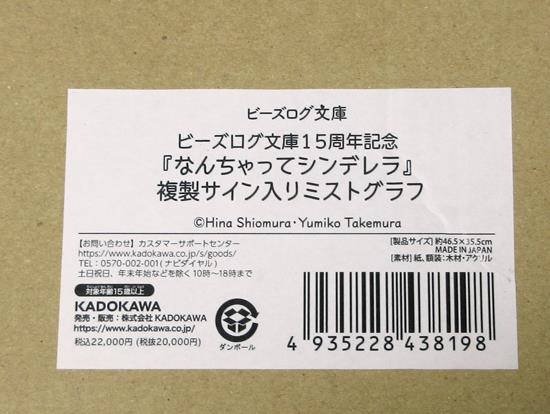 ビーズログ文庫
ビーズログ文庫15周年記念
『なんちゃってシンデレラ』
複製サイン入りミストグラフ
©Hina Shiomura・Yumiko Takemura
【お問い合わせ】カスタマーサポートセンター
https://www.kadokawa.co.jp/s/goods/
TEL：0570-002-001(ナビダイヤル)
土日祝日、年末年始などを除く10時～18時まで
[製品サイズ]約46.5×35.5cm
MADE IN JAPAN
[素材]紙、額装：木材・アクリル
対象年齢15歳以上
KADOKAWA
発売・販売：株式会社KADOKAWA
https://www.kadokawa.co.jp/
税込22,000円(税抜20,000円)
ダンボール
4 935228 438198